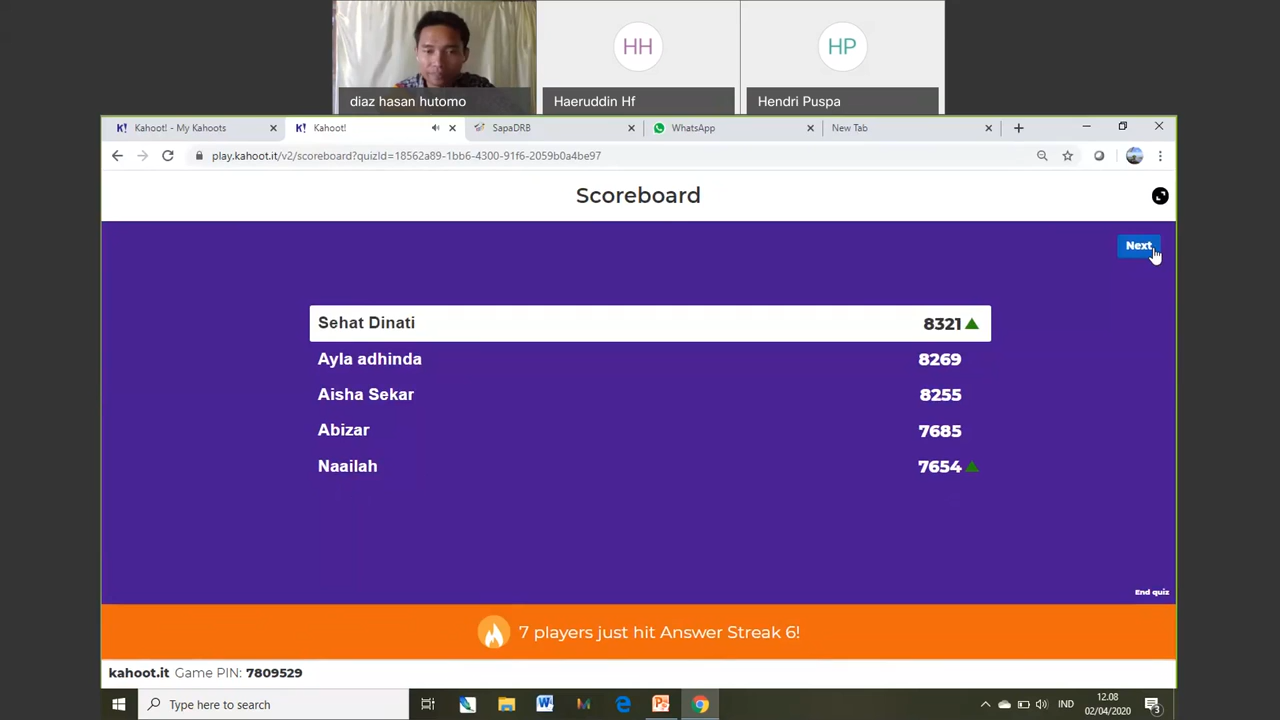 HH
HP
diaz hasan hutomo
Haeruddin Hf
Hendri Puspa
K! Kahoot! - My Kahoots
K! Kahoot!
SapaDRB
WhatsApp
New Tab
play.kahoot.it/v2/scoreboard?quizId=18562a89-1bb6-4300-91f6-2059b0a4be97
Scoreboard
Next
Sehat Dinati 8321
Ayla adhinda 8269
Aisha Sekar 8255
Abizar 7685
Naailah 7654
End quiz
7 players just hit Answer Streak 6!
kahoot.it Game PIN: 7809529
Type here to search
IND
12.08
02/04/2020
3